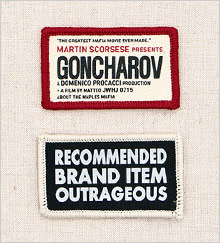 "THE GREATEST MAFIA MOVIE EVER MADE."
MARTIN SCORSESE PRESENTS
GONCHAROV
A DOMENICO PROCACCI PRODUCTION
A FILM BY MATTEO JWHJ 0715
ABOUT THE NAPLES MAFIA
RECOMMENDED
BRAND ITEM
OUTRAGEOUS